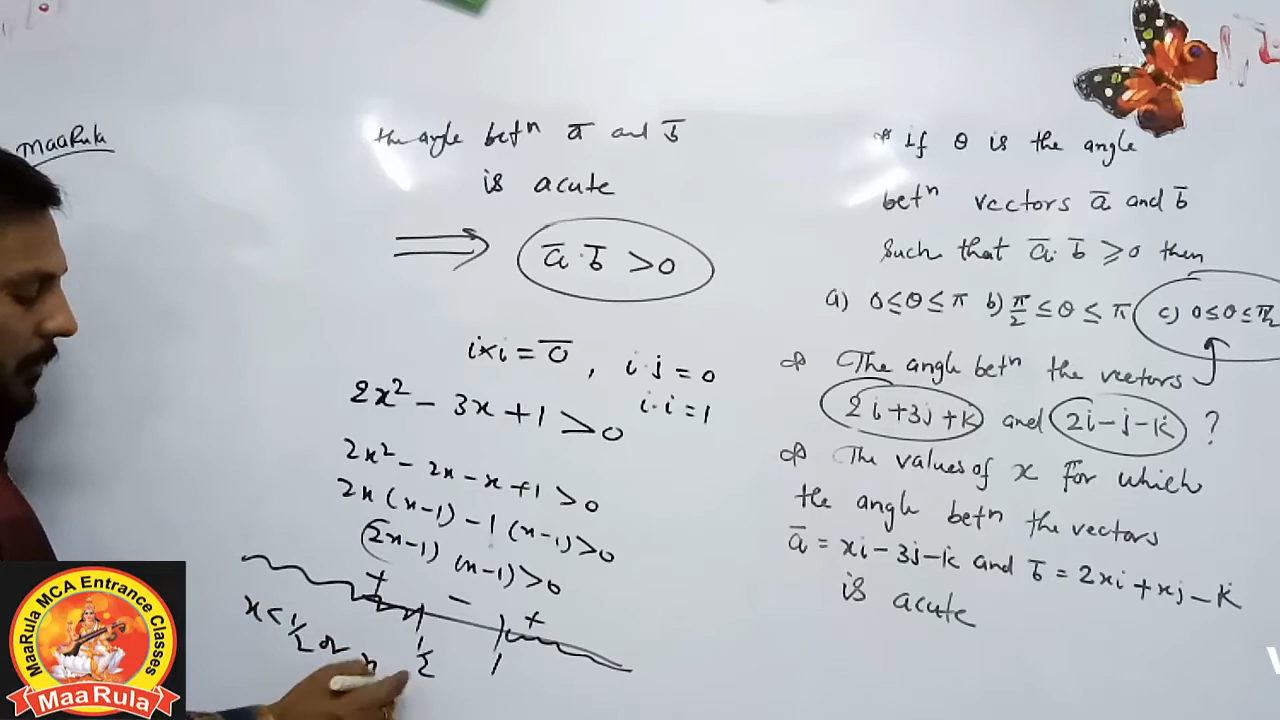 MaaRula
the angle betⁿ a̅ and b̅
is acute
⟹ a̅·b̅ > 0
i×i = 0̅, i·j = 0
i·i = 1
2x² - 3x + 1 > 0
2x² - 2x - x + 1 > 0
2x(x-1) - 1(x-1) > 0
(2x-1)(x-1) > 0
+ - +
1/2 1
x < 1/2 or x
* If θ is the angle
betⁿ vectors a̅ and b̅
such that a̅·b̅ ≥ 0 then
a) 0 ≤ θ ≤ π b) π/2 ≤ θ ≤ π c) 0 ≤ θ ≤ π/2
* The angle betⁿ the vectors
2i+3j+k and 2i-j-k ?
* The values of x for which
the angle betⁿ the vectors
a̅ = xi - 3j - k and b̅ = 2xi + xj - k
is acute
MaaRula MCA Entrance Classes
MaaRula